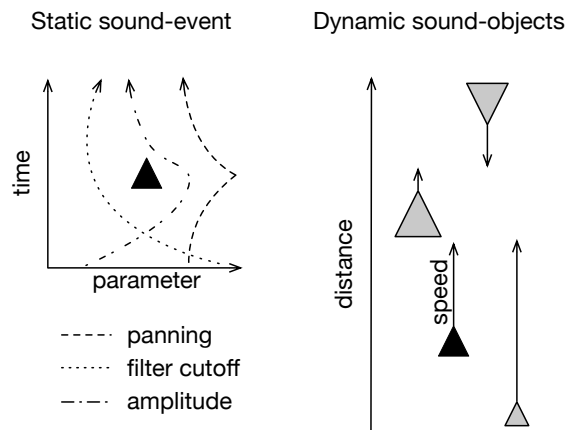 Static sound-event
time
parameter
panning
filter cutoff
amplitude
Dynamic sound-objects
distance
speed